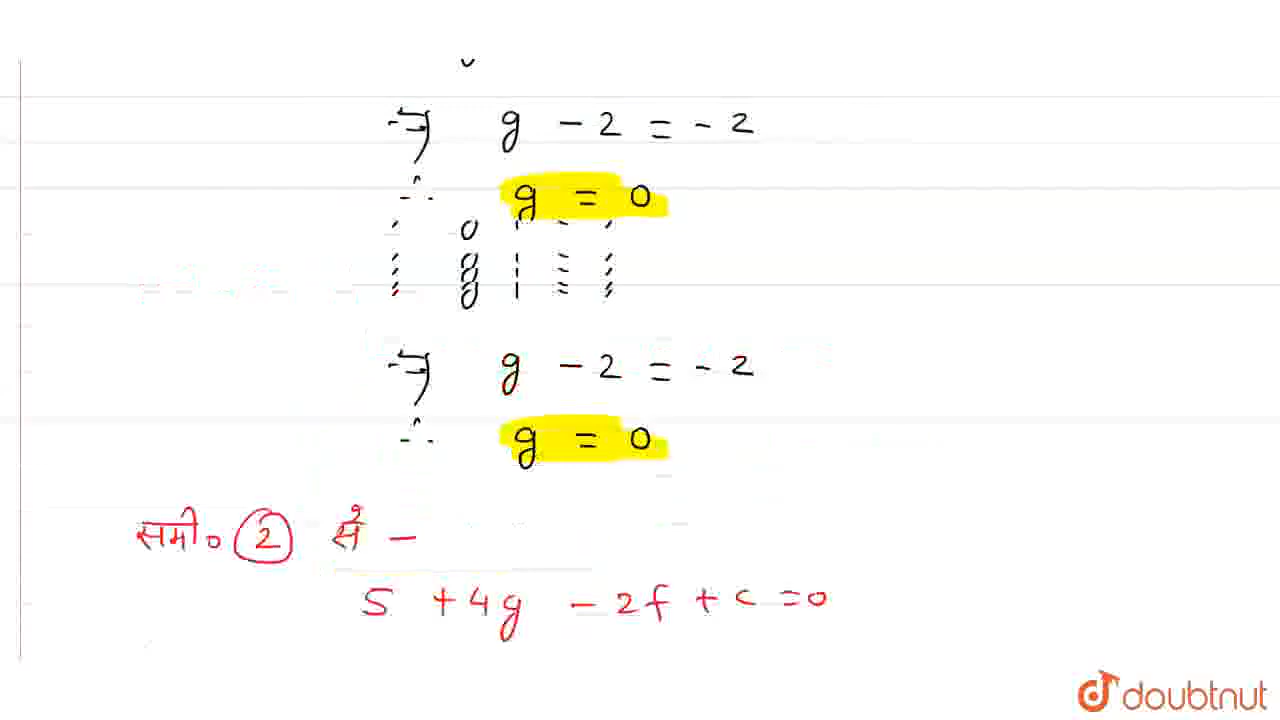 ⇒ g - 2 = - 2
∴ g = 0
⇒ g - 2 = - 2
∴ g = 0
समी० 2 से -
5 + 4g - 2f + c = 0
doubtnut